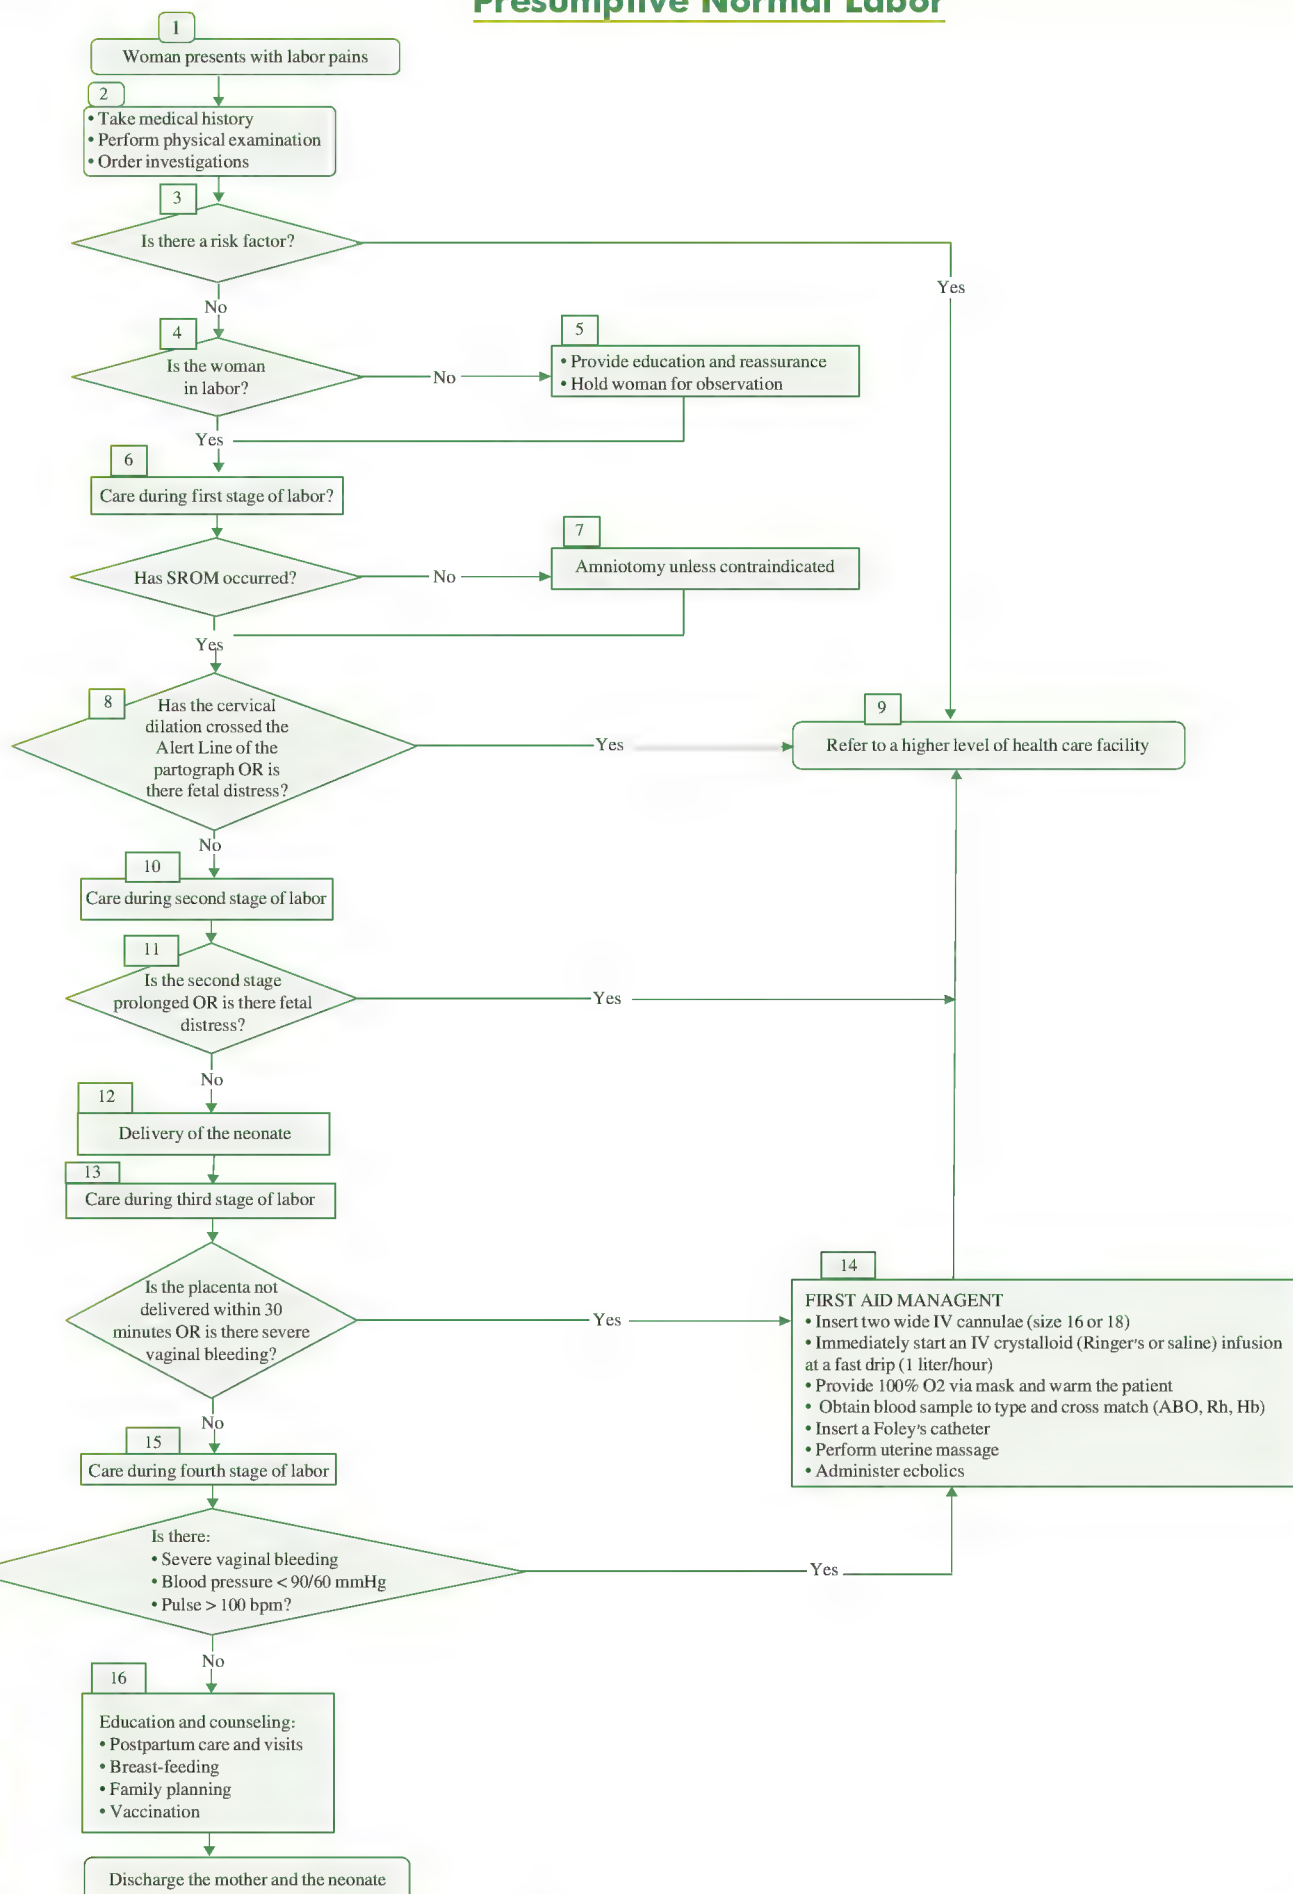 Presumptive Normal Labor
1
Woman presents with labor pains
2
• Take medical history
• Perform physical examination
• Order investigations
3
Is there a risk factor?
Yes
No
4
Is the woman
in labor?
No
5
• Provide education and reassurance
• Hold woman for observation
Yes
6
Care during first stage of labor?
Has SROM occurred?
No
7
Amniotomy unless contraindicated
Yes
8
Has the cervical
dilation crossed the
Alert Line of the
partograph OR is
there fetal distress?
Yes
9
Refer to a higher level of health care facility
No
10
Care during second stage of labor
11
Is the second stage
prolonged OR is there fetal
distress?
Yes
No
12
Delivery of the neonate
13
Care during third stage of labor
Is the placenta not
delivered within 30
minutes OR is there severe
vaginal bleeding?
Yes
14
FIRST AID MANAGENT
• Insert two wide IV cannulae (size 16 or 18)
• Immediately start an IV crystalloid (Ringer's or saline) infusion
at a fast drip (1 liter/hour)
• Provide 100% O2 via mask and warm the patient
• Obtain blood sample to type and cross match (ABO, Rh, Hb)
• Insert a Foley's catheter
• Perform uterine massage
• Administer ecbolics
No
15
Care during fourth stage of labor
Is there:
• Severe vaginal bleeding
• Blood pressure < 90/60 mmHg
• Pulse > 100 bpm?
Yes
No
16
Education and counseling:
• Postpartum care and visits
• Breast-feeding
• Family planning
• Vaccination
Discharge the mother and the neonate